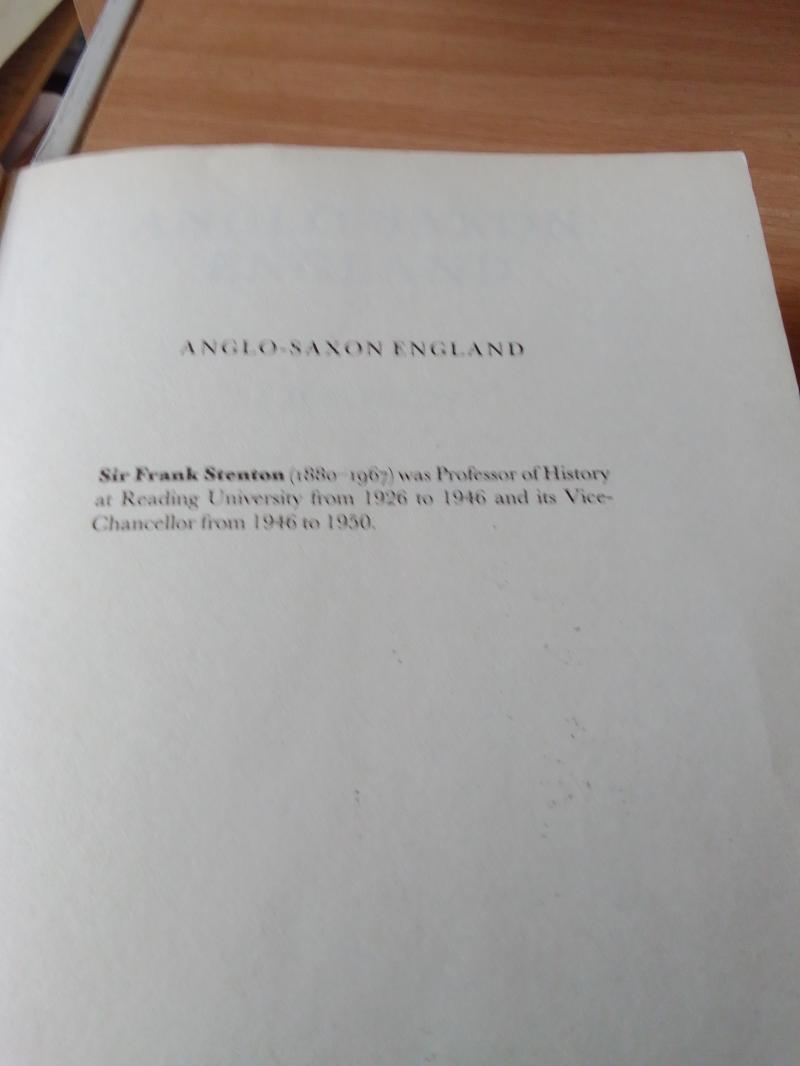 ANGLO-SAXON ENGLAND
Sir Frank Stenton (1880–1967) was Professor of History
at Reading University from 1926 to 1946 and its Vice-
Chancellor from 1946 to 1950.